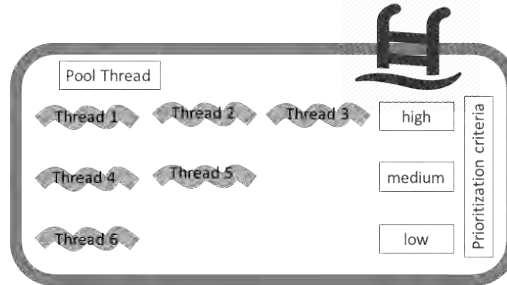 Pool Thread
Thread 1 Thread 2 Thread 3 high
Thread 4 Thread 5 medium
Thread 6 low
Prioritization criteria